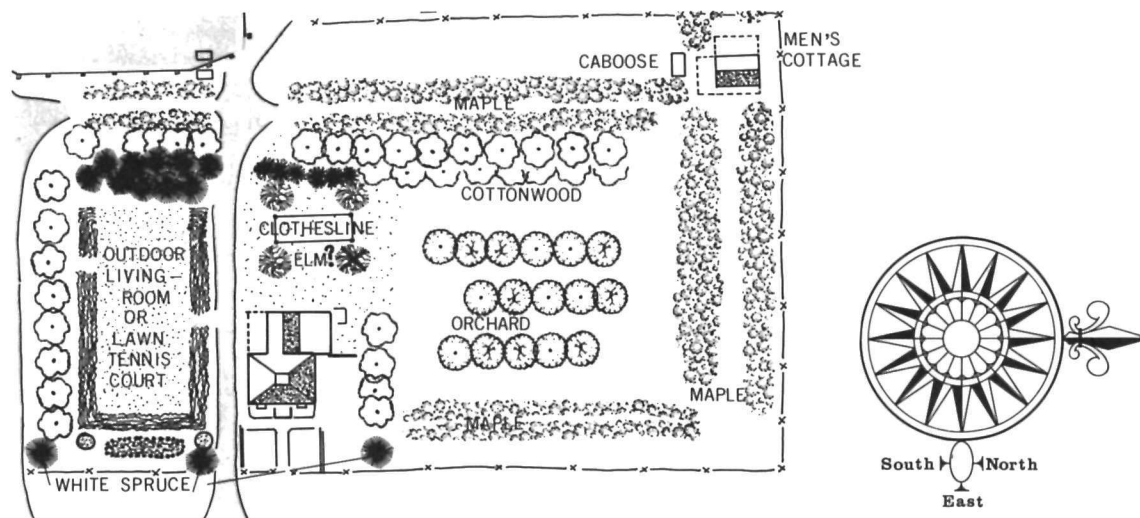 MEN'S
COTTAGE
CABOOSE
MAPLE
COTTONWOOD
CLOTHESLINE
ELM?
OUTDOOR
LIVING—
ROOM
OR
LAWN
TENNIS
COURT
ORCHARD
MAPLE
MAPLE
WHITE SPRUCE
South North
East